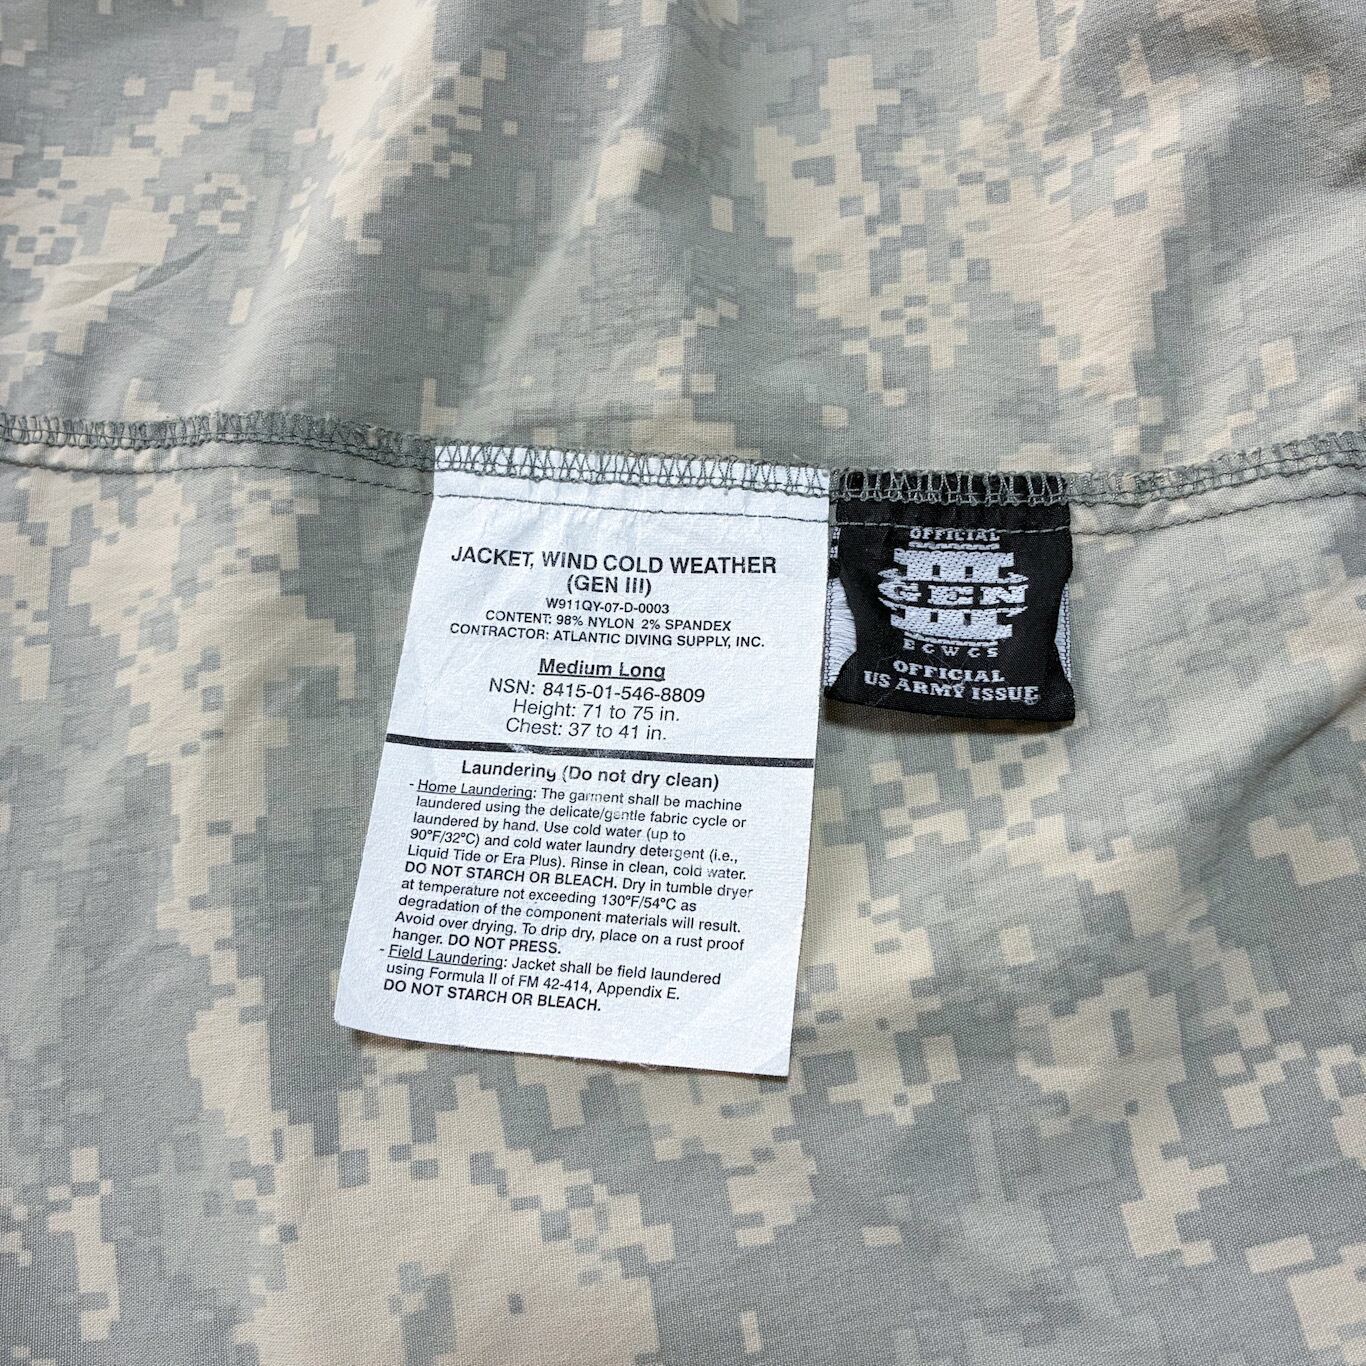 JACKET, WIND COLD WEATHER
(GEN III)
W911QY-07-D-0003
CONTENT: 98% NYLON 2% SPANDEX
CONTRACTOR: ATLANTIC DIVING SUPPLY, INC.
Medium Long
NSN: 8415-01-546-8809
Height: 71 to 75 in.
Chest: 37 to 41 in.
Laundering (Do not dry clean)
- Home Laundering: The garment shall be machine
laundered using the delicate/gentle fabric cycle or
laundered by hand. Use cold water (up to
90°F/32°C) and cold water laundry detergent (i.e.,
Liquid Tide or Era Plus). Rinse in clean, cold water.
DO NOT STARCH OR BLEACH. Dry in tumble dryer
at temperature not exceeding 130°F/54°C as
degradation of the component materials will result.
Avoid over drying. To drip dry, place on a rust proof
hanger. DO NOT PRESS.
- Field Laundering: Jacket shall be field laundered
using Formula II of FM 42-414, Appendix E.
DO NOT STARCH OR BLEACH.
OFFICIAL
III
GEN
III
ECWCS
OFFICIAL
US ARMY ISSUE